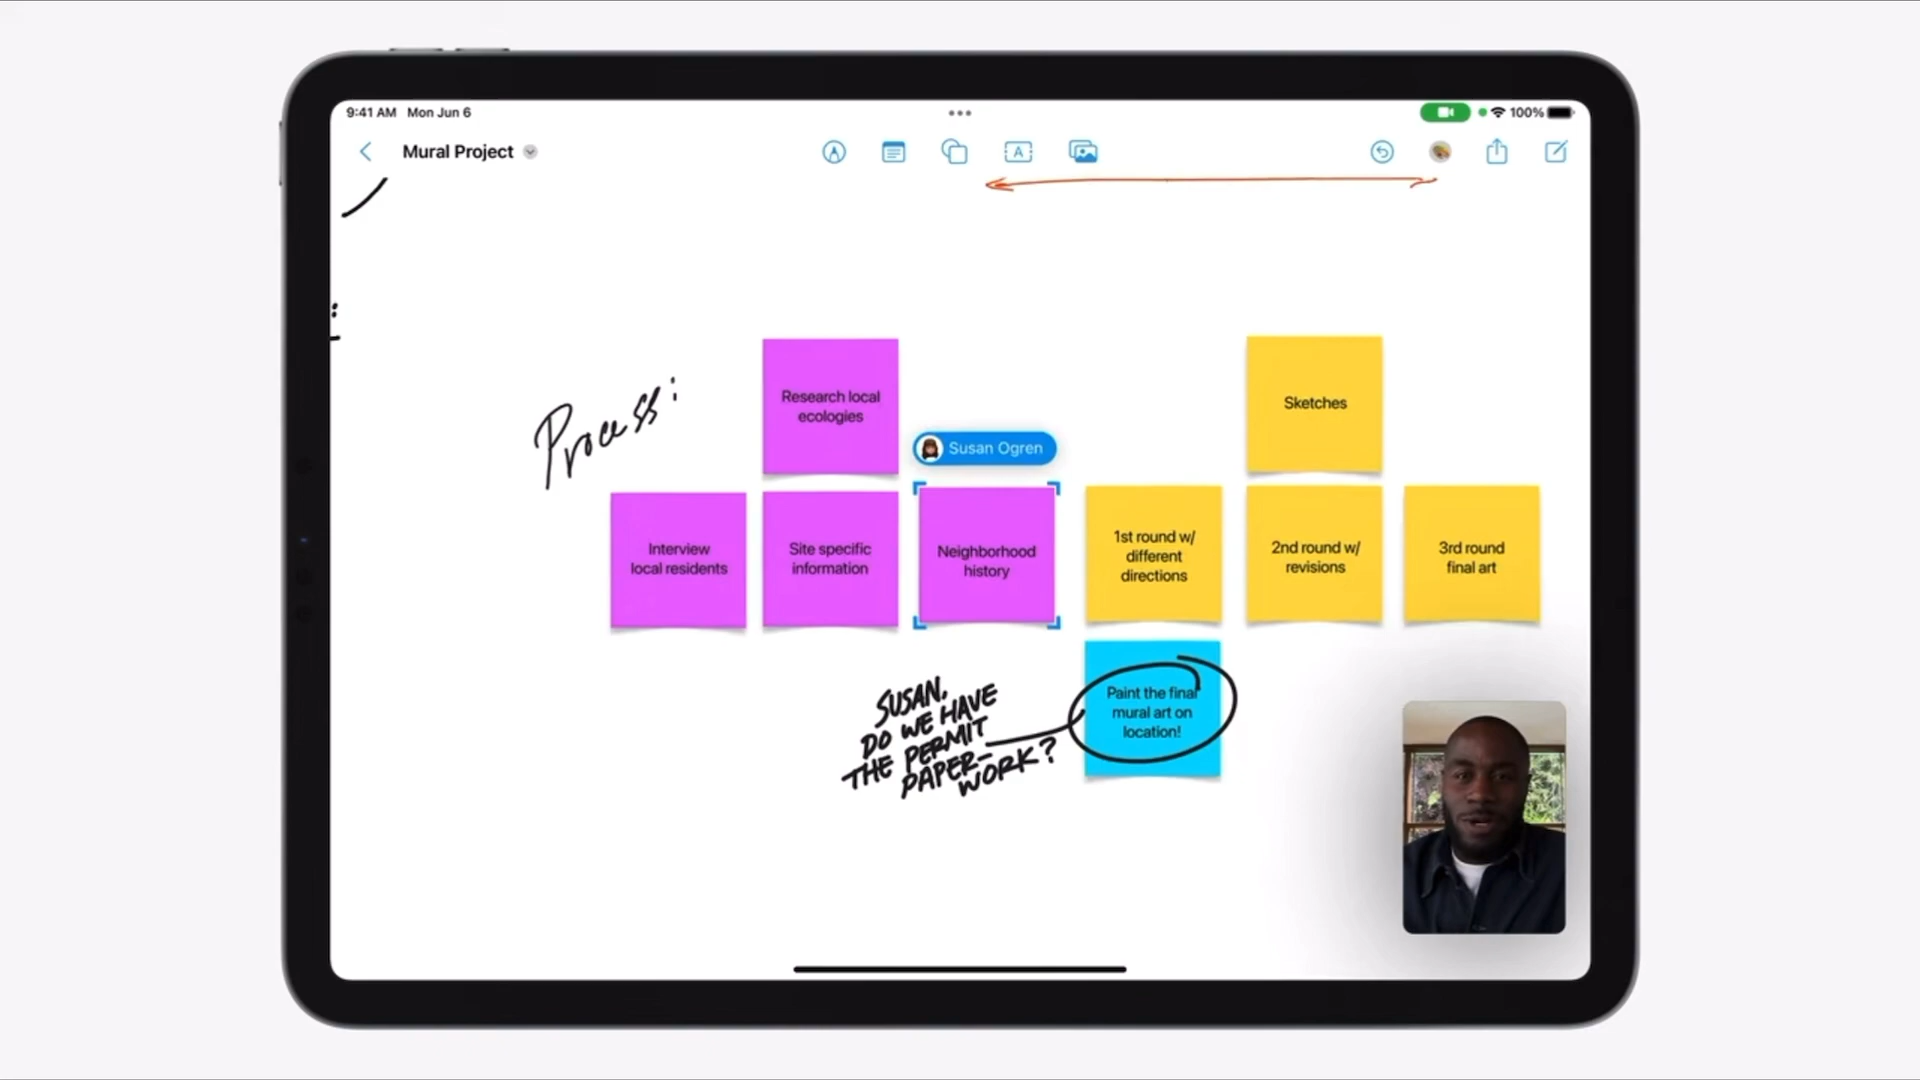 9:41 AM Mon Jun 6
100%
Mural Project
A
Process:
Research local
ecologies
Sketches
Susan Ogren
Interview
local residents
Site specific
information
Neighborhood
history
1st round w/
different
directions
2nd round w/
revisions
3rd round
final art
SUSAN,
DO WE HAVE
THE PERMIT
PAPER-
WORK?
Paint the final
mural art on
location!